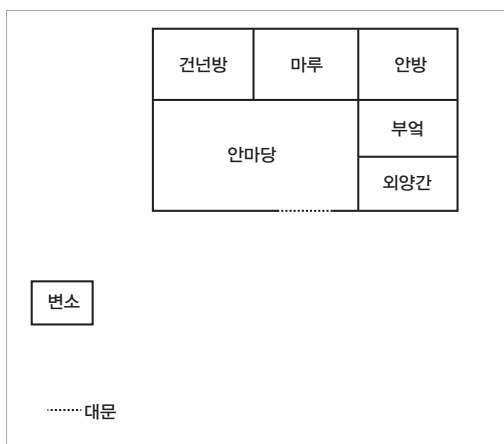 건넌방 마루 안방
부엌
안마당
외양간
변소
대문